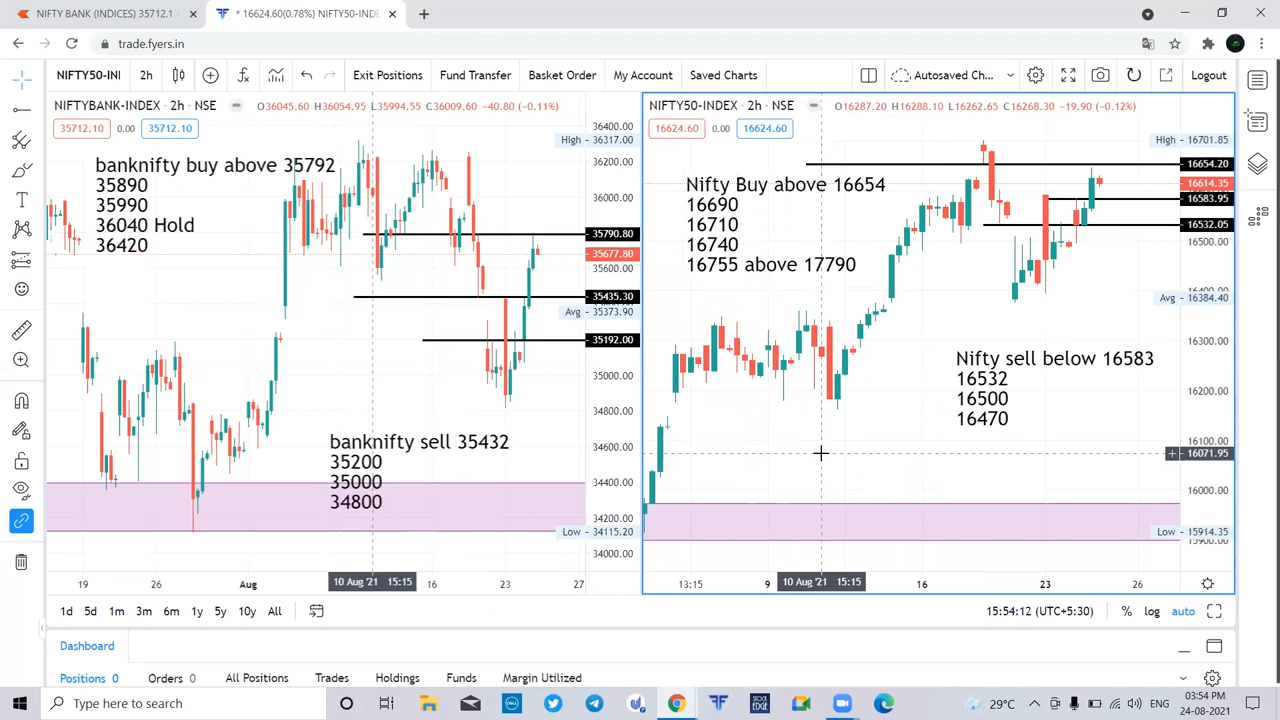 NIFTY BANK (INDICES) 35712.1
* 16624.60(0.78%) NIFTY50-INDE
trade.fyers.in
NIFTY50-INI 2h Exit Positions Fund Transfer Basket Order My Account Saved Charts Autosaved Ch... Logout
NIFTYBANK-INDEX • 2h • NSE O36045.60 H36054.95 L35994.55 C36009.60 -40.80 (-0.11%)
35712.10 0.00 35712.10
banknifty buy above 35792
35890
35990
36040 Hold
36420
banknifty sell 35432
35200
35000
34800
36400.00
High - 36317.00
36200.00
36000.00
35790.80
35677.80
35600.00
35435.30
Avg - 35373.90
35192.00
35000.00
34800.00
34600.00
34400.00
34200.00
Low - 34115.20
34000.00
19 26 Aug 10 Aug '21 15:15 16 23 27
NIFTY50-INDEX • 2h • NSE O16287.20 H16288.10 L16262.65 C16268.30 -19.90 (-0.12%)
16624.60 0.00 16624.60
Nifty Buy above 16654
16690
16710
16740
16755 above 17790
Nifty sell below 16583
16532
16500
16470
High - 16701.85
16654.20
16614.35
16583.95
16532.05
16500.00
16400.00
Avg - 16384.40
16300.00
16200.00
16100.00
16071.95
16000.00
Low - 15914.35
15900.00
13:15 9 10 Aug '21 15:15 16 23 26
1d 5d 1m 3m 6m 1y 5y 10y All
15:54:12 (UTC+5:30) % log auto
Dashboard
Positions 0 Orders 0 All Positions Trades Holdings Funds Margin Utilized
Type here to search
29°C ENG
03:54 PM
24-08-2021